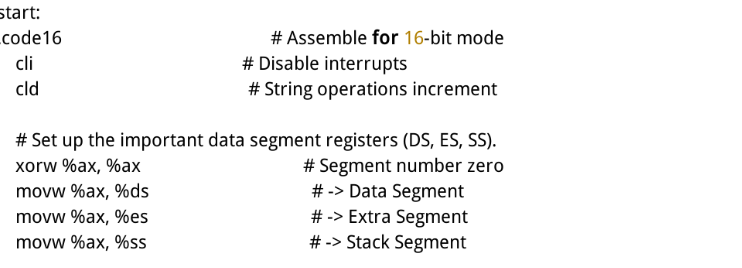 start:
.code16 # Assemble for 16-bit mode
cli # Disable interrupts
cld # String operations increment
# Set up the important data segment registers (DS, ES, SS).
xorw %ax, %ax # Segment number zero
movw %ax, %ds # -> Data Segment
movw %ax, %es # -> Extra Segment
movw %ax, %ss # -> Stack Segment